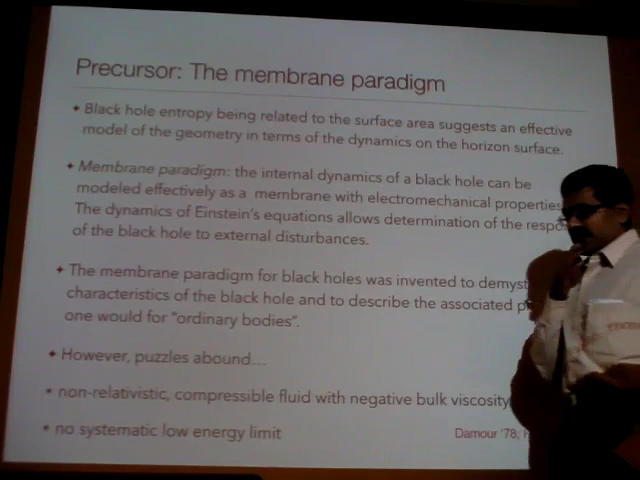 Precursor: The membrane paradigm
✦ Black hole entropy being related to the surface area suggests an effective
model of the geometry in terms of the dynamics on the horizon surface.
✦ Membrane paradigm: the internal dynamics of a black hole can be
modeled effectively as a membrane with electromechanical properties
The dynamics of Einstein's equations allows determination of the respo
of the black hole to external disturbances.
✦ The membrane paradigm for black holes was invented to demyst
characteristics of the black hole and to describe the associated p
one would for "ordinary bodies".
✦ However, puzzles abound...
* non-relativistic, compressible fluid with negative bulk viscosity
* no systematic low energy limit
Damour '78,